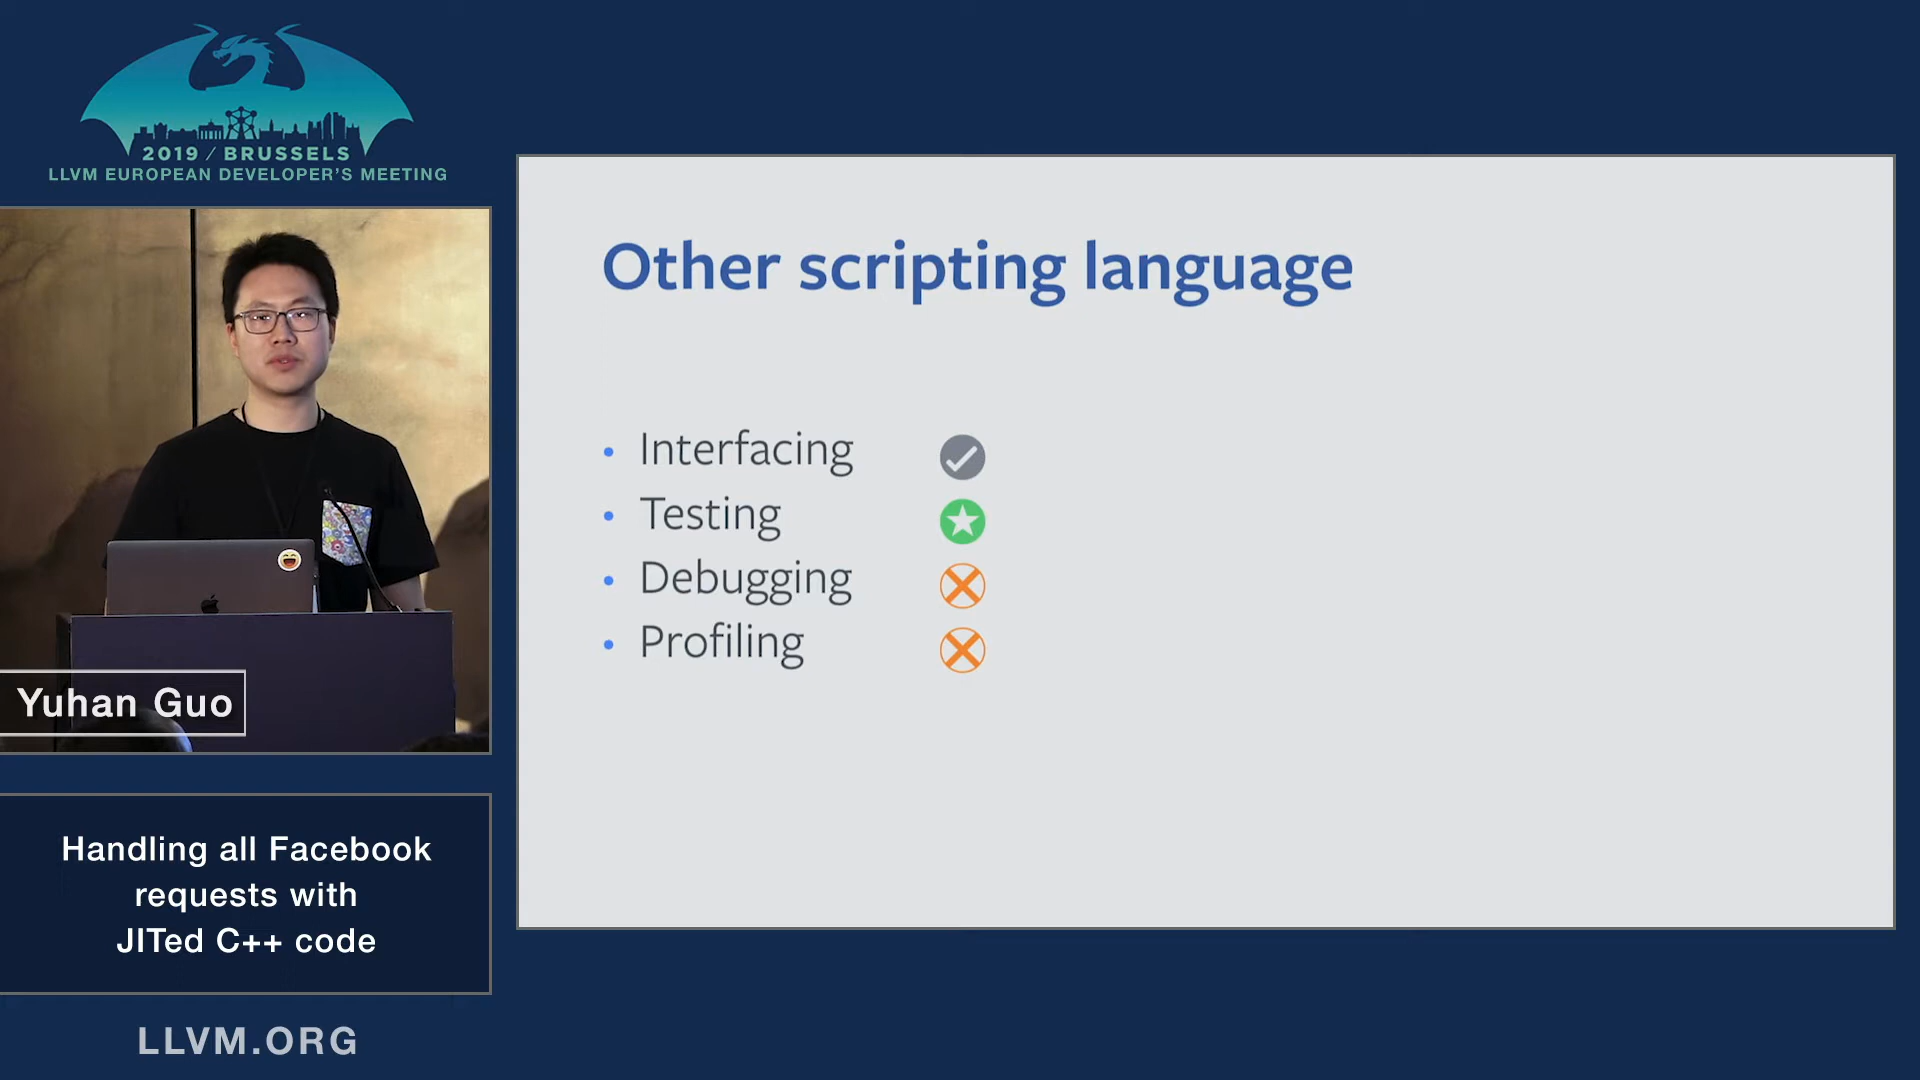 2019 / BRUSSELS
LLVM EUROPEAN DEVELOPER'S MEETING
Other scripting language
• Interfacing
• Testing
• Debugging
• Profiling
Yuhan Guo
Handling all Facebook
requests with
JITed C++ code
LLVM.ORG